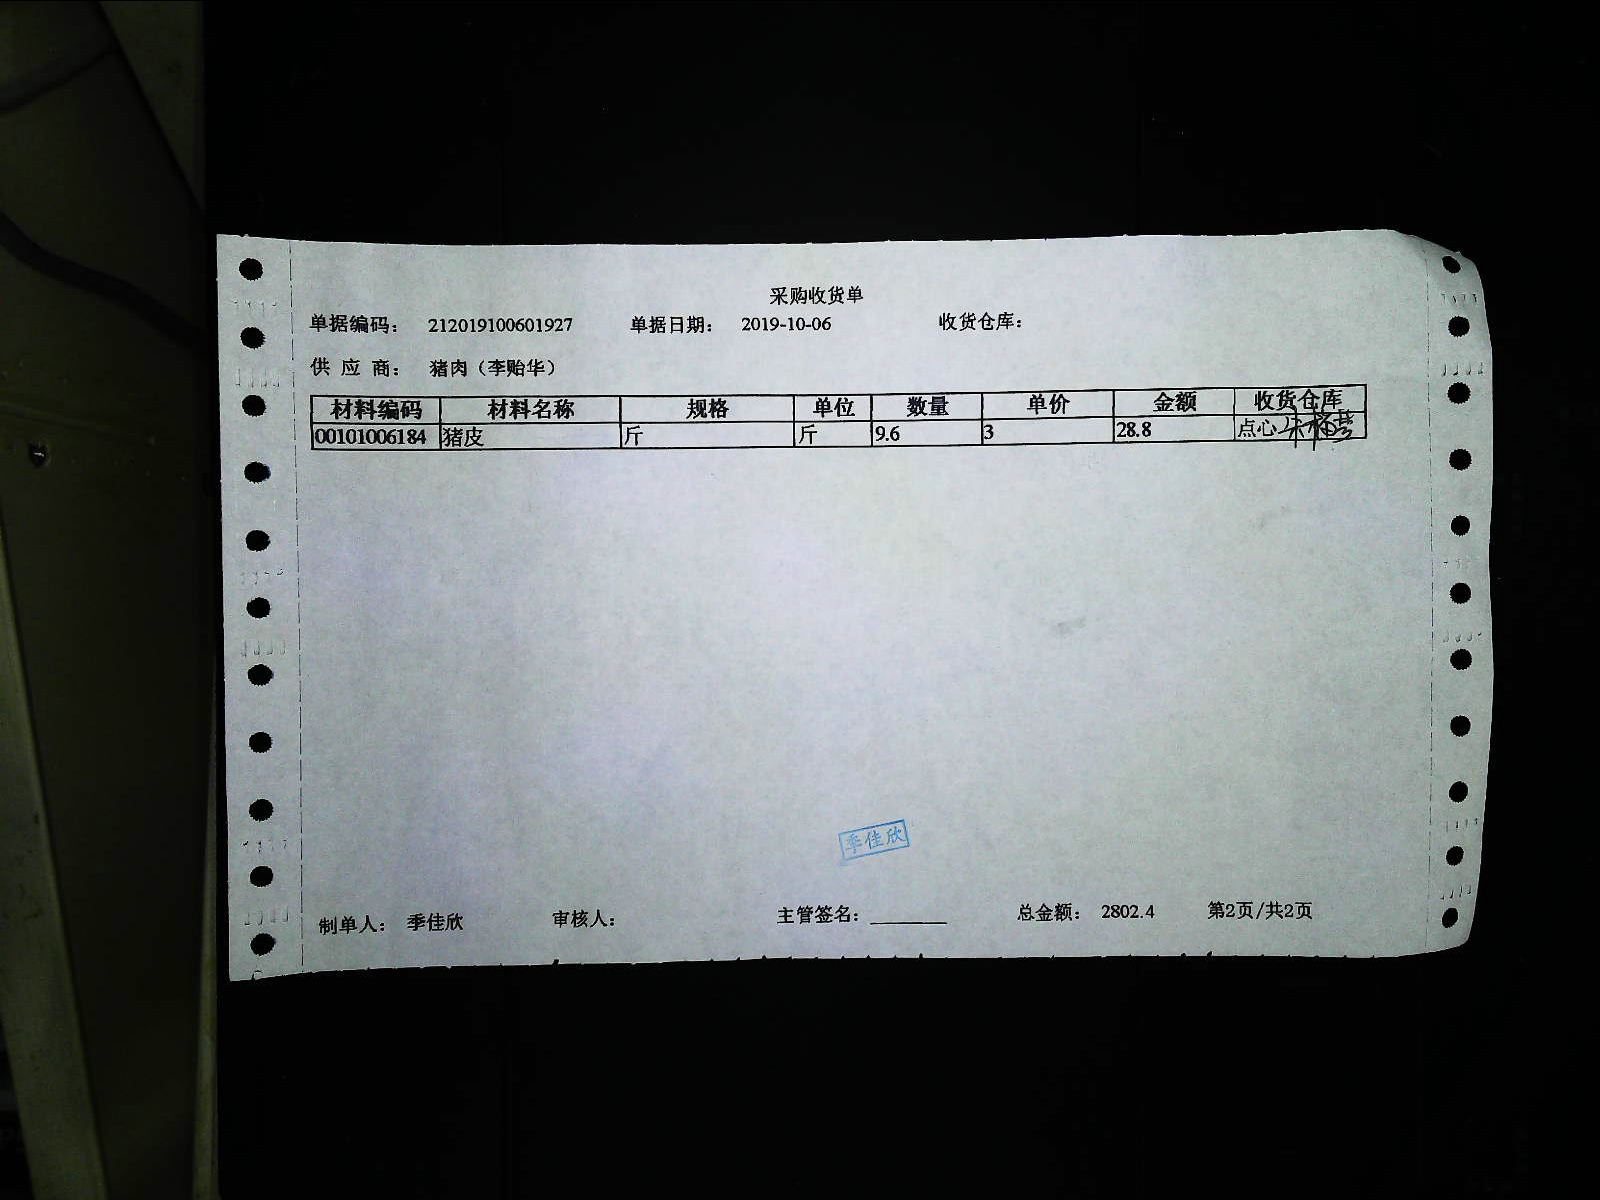 采购收货单
单据编码： 212019100601927 单据日期： 2019-10-06 收货仓库：
供 应 商： 猪肉（李贻华）
材料编码 材料名称 规格 单位 数量 单价 金额 收货仓库
00101006184 猪皮 斤 斤 9.6 3 28.8 点心
季佳欣
制单人： 季佳欣 审核人： 主管签名： 总金额： 2802.4 第2页/共2页